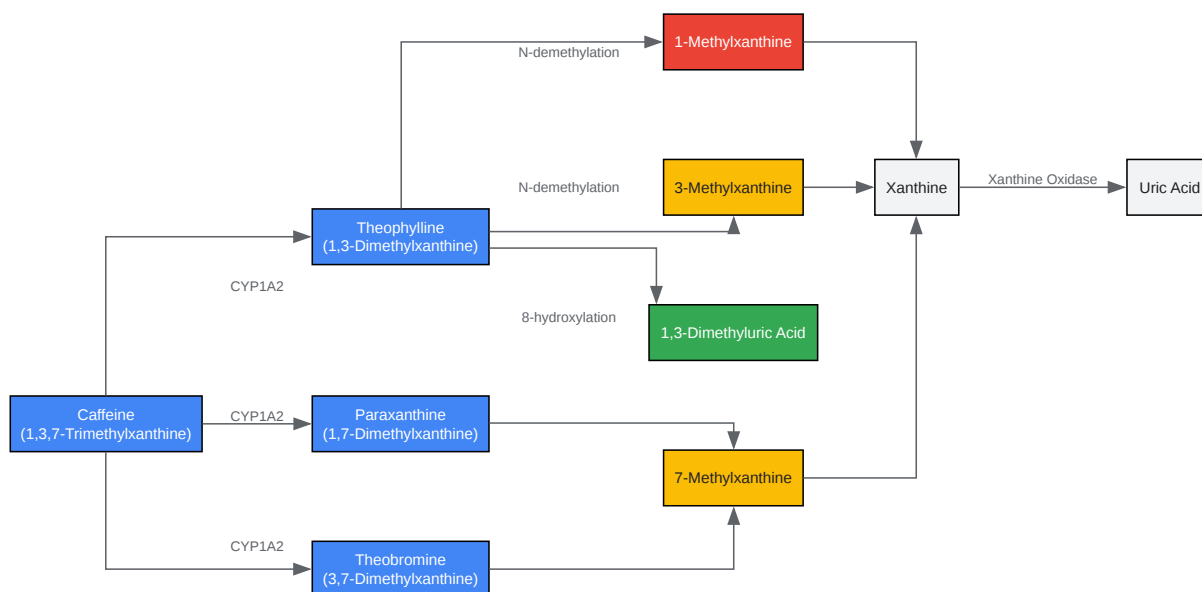 N-demethylation
1-Methylxanthine
N-demethylation
3-Methylxanthine
Xanthine
Xanthine Oxidase
Uric Acid
Theophylline
(1,3-Dimethylxanthine)
CYP1A2
8-hydroxylation
1,3-Dimethyluric Acid
Caffeine
(1,3,7-Trimethylxanthine)
CYP1A2
Paraxanthine
(1,7-Dimethylxanthine)
7-Methylxanthine
CYP1A2
Theobromine
(3,7-Dimethylxanthine)